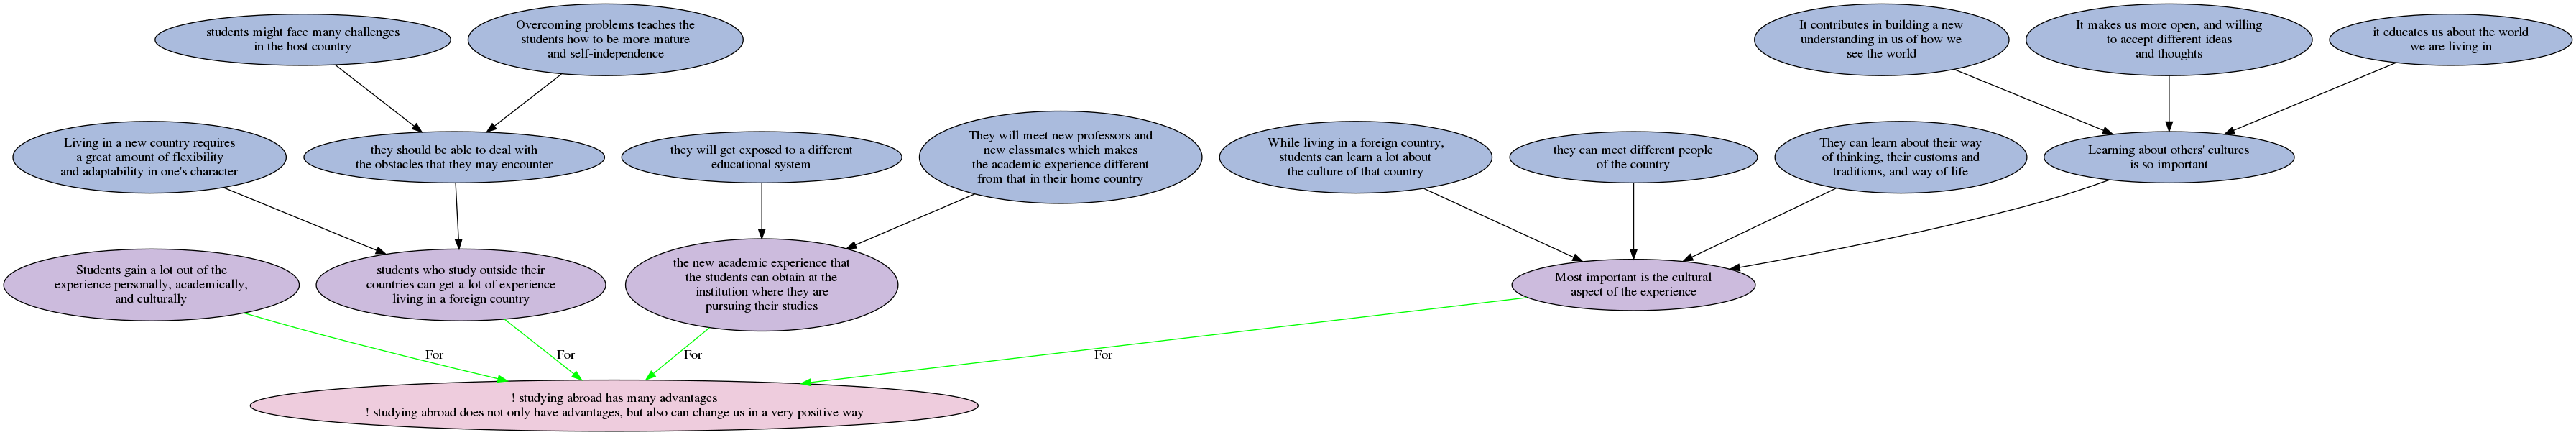 students might face many challenges
in the host country
Overcoming problems teaches the
students how to be more mature
and self-independence
It contributes in building a new
understanding in us of how we
see the world
It makes us more open, and willing
to accept different ideas
and thoughts
it educates us about the world
we are living in
Living in a new country requires
a great amount of flexibility
and adaptability in one's character
they should be able to deal with
the obstacles that they may encounter
they will get exposed to a different
educational system
They will meet new professors and
new classmates which makes
the academic experience different
from that in their home country
While living in a foreign country,
students can learn a lot about
the culture of that country
they can meet different people
of the country
They can learn about their way
of thinking, their customs and
traditions, and way of life
Learning about others' cultures
is so important
Students gain a lot out of the
experience personally, academically,
and culturally
students who study outside their
countries can get a lot of experience
living in a foreign country
the new academic experience that
the students can obtain at the
institution where they are
pursuing their studies
Most important is the cultural
aspect of the experience
For
For
For
For
! studying abroad has many advantages
! studying abroad does not only have advantages, but also can change us in a very positive way